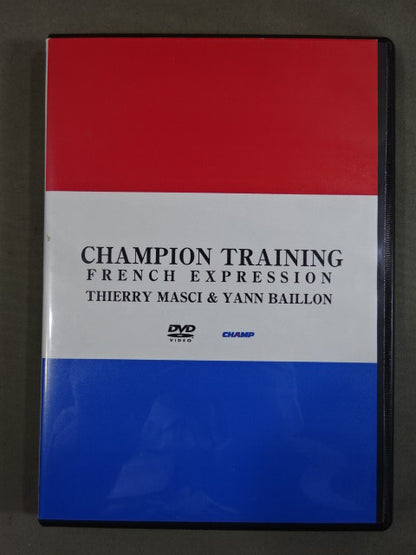 CHAMPION TRAINING
FRENCH EXPRESSION
THIERRY MASCI & YANN BAILLON
DVD CHAMP
VIDEO